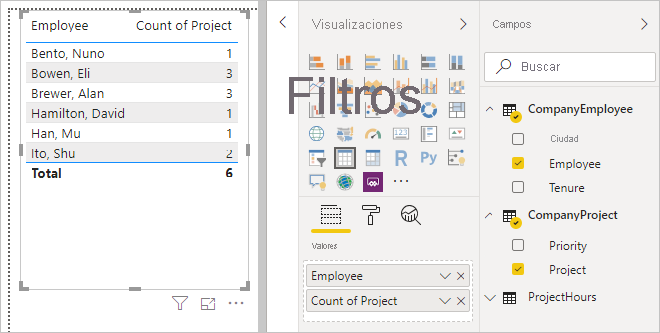 Employee Count of Project
Bento, Nuno 1
Bowen, Eli 3
Brewer, Alan 3
Hamilton, David 1
Han, Mu 1
Ito, Shu 2
Total 6
Visualizaciones
Filtros
123
R Py
Valores
Employee
Count of Project
Campos
Buscar
CompanyEmployee
Ciudad
Employee
Tenure
CompanyProject
Priority
Project
ProjectHours